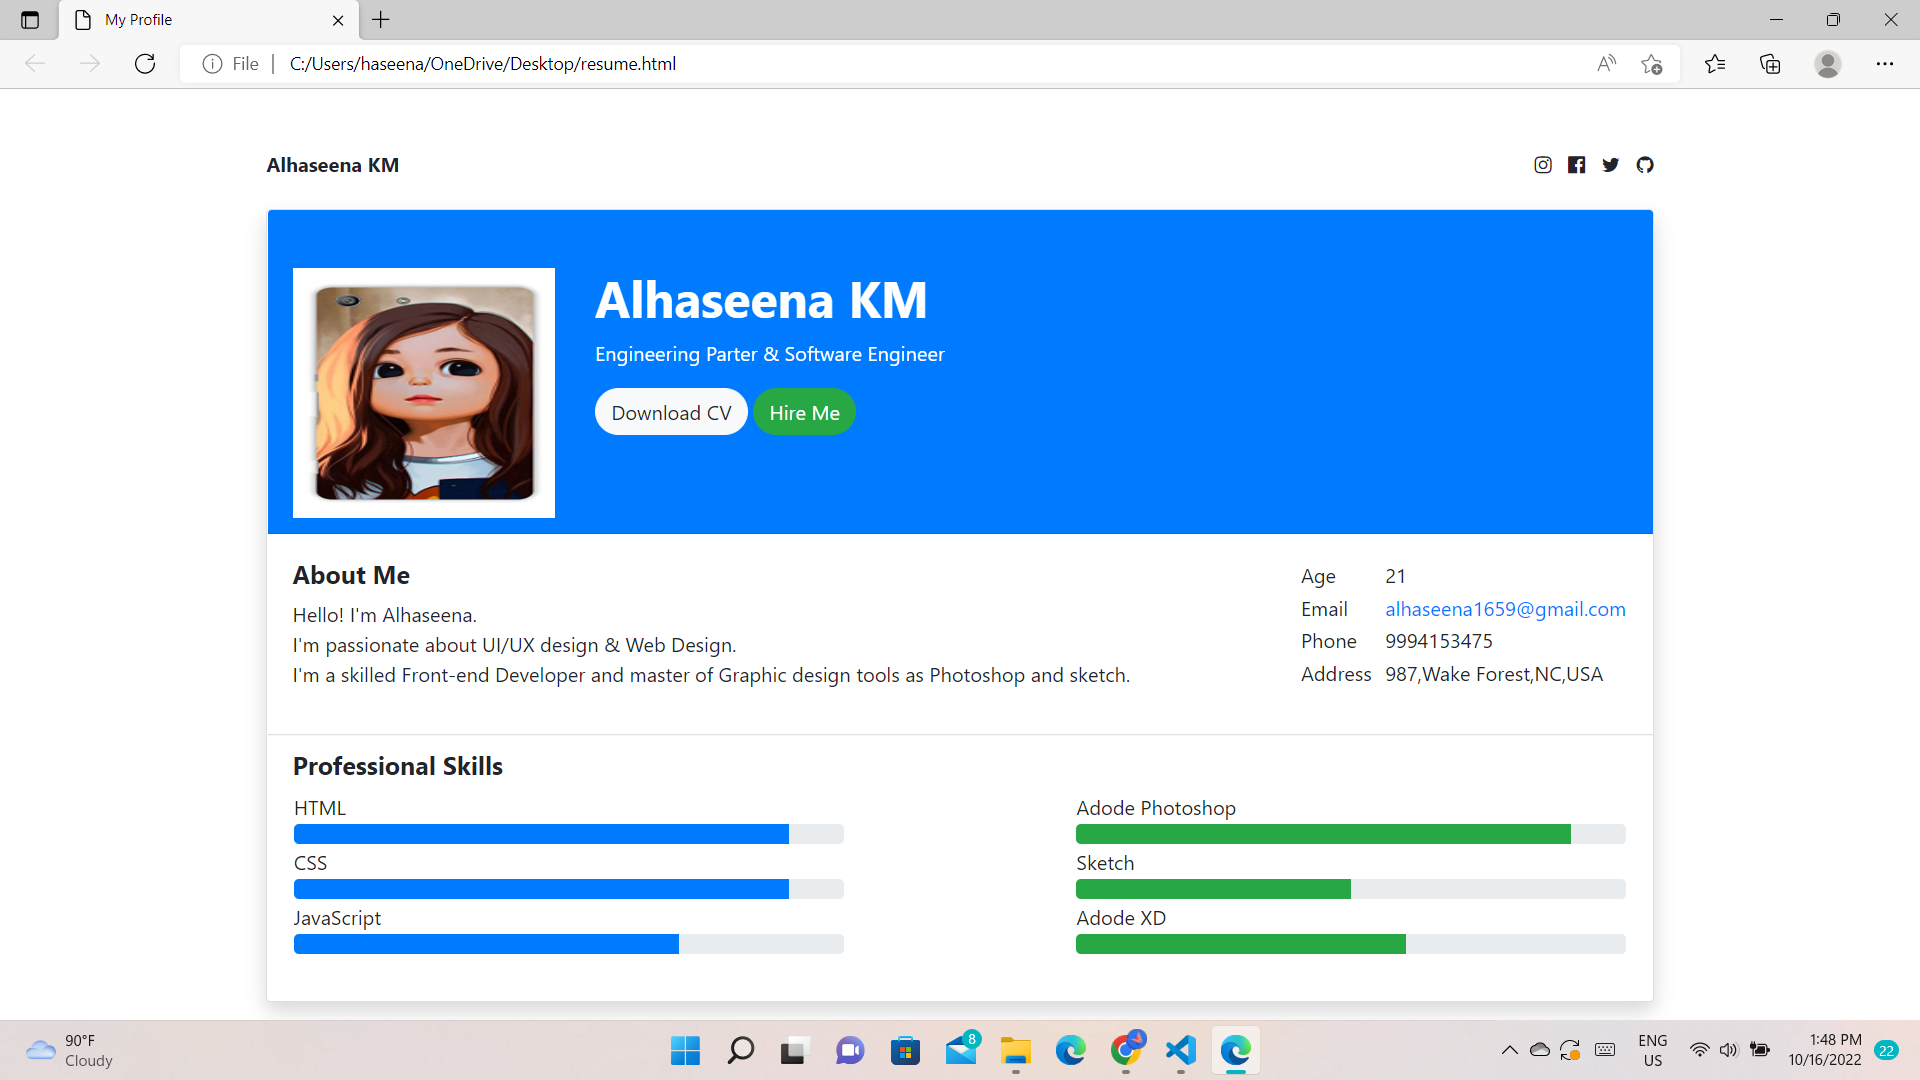 My Profile
File
C:/Users/haseena/OneDrive/Desktop/resume.html
Alhaseena KM
Alhaseena KM
Engineering Parter & Software Engineer
Download CV
Hire Me
About Me
Hello! I'm Alhaseena.
I'm passionate about UI/UX design & Web Design.
I'm a skilled Front-end Developer and master of Graphic design tools as Photoshop and sketch.
Age 21
Email alhaseena1659@gmail.com
Phone 9994153475
Address 987,Wake Forest,NC,USA
Professional Skills
HTML
CSS
JavaScript
Adode Photoshop
Sketch
Adode XD
90°F
Cloudy
8
ENG
US
1:48 PM
10/16/2022
22